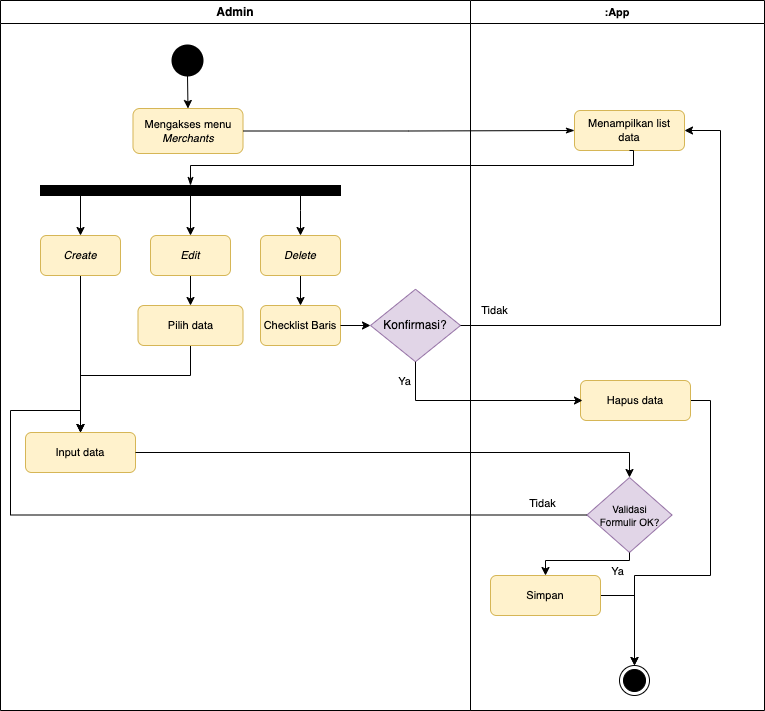 Admin
:App
Mengakses menu
Merchants
Menampilkan list
data
Create
Edit
Delete
Pilih data
Checklist Baris
Konfirmasi?
Tidak
Ya
Hapus data
Input data
Tidak
Validasi
Formulir OK?
Ya
Simpan